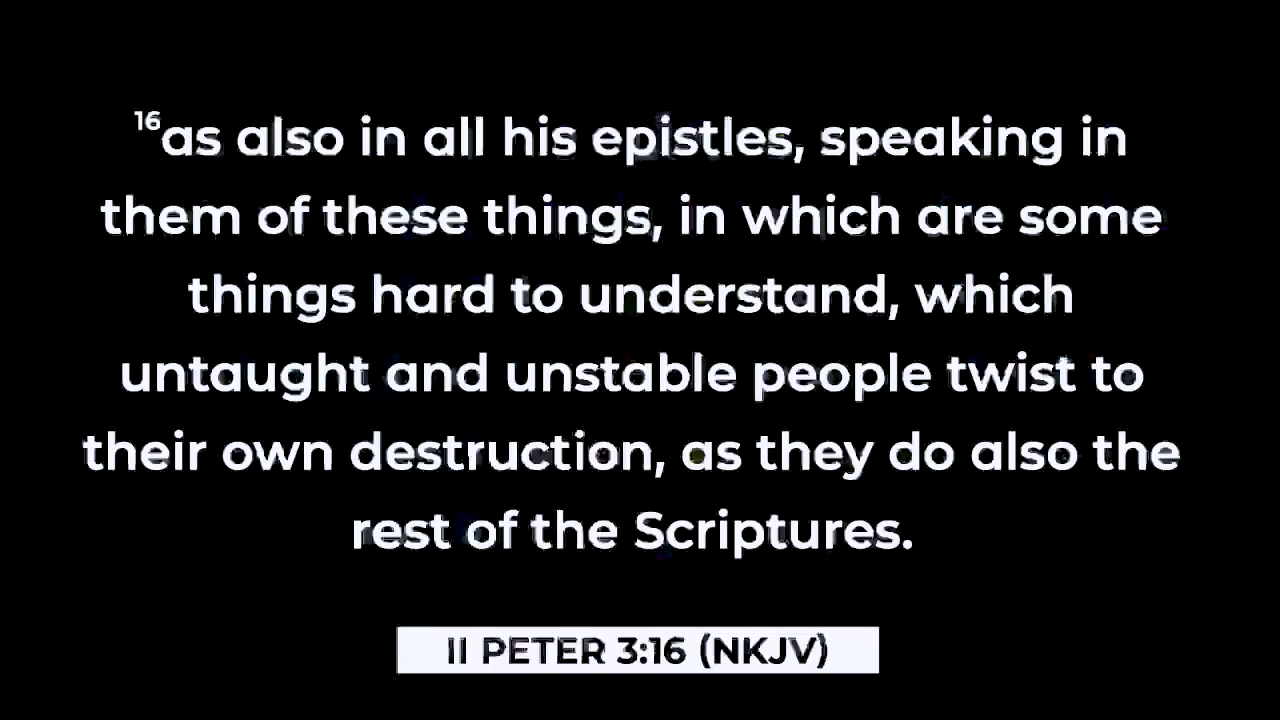 16as also in all his epistles, speaking in
them of these things, in which are some
things hard to understand, which
untaught and unstable people twist to
their own destruction, as they do also the
rest of the Scriptures.
II PETER 3:16 (NKJV)